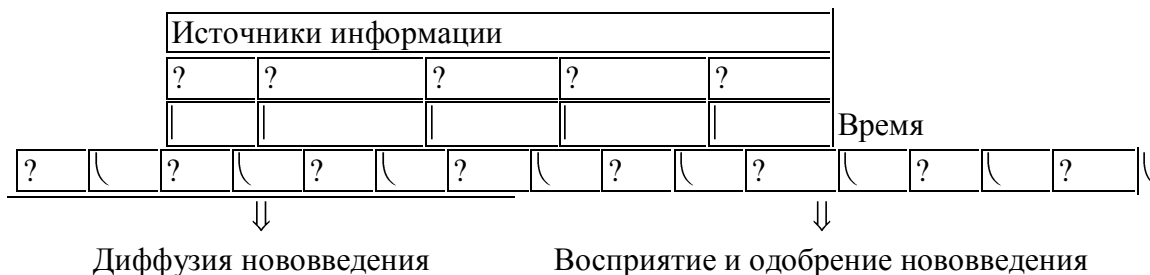 Источники информации
? ? ? ? ?
Время
? ? ? ? ? ? ? ?
⇓ ⇓
Диффузия нововведения Восприятие и одобрение нововведения